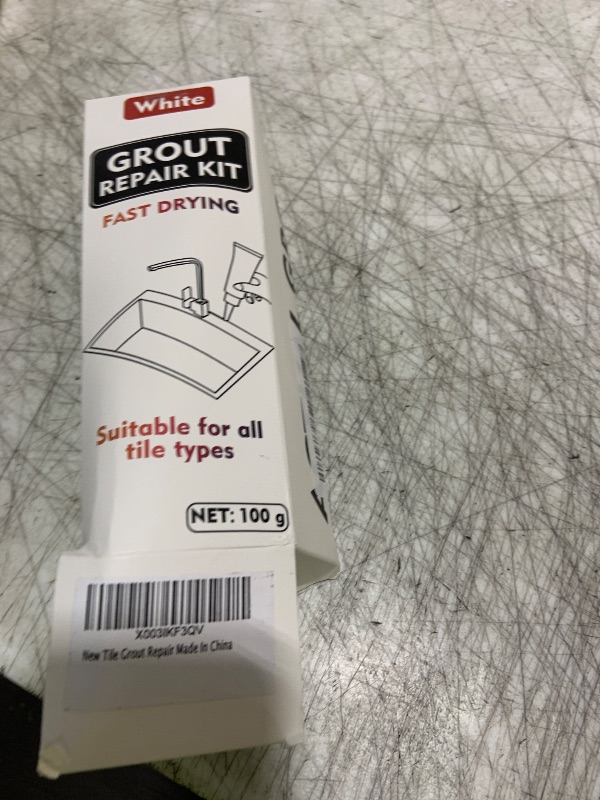 White
GROUT
REPAIR KIT
FAST DRYING
Suitable for all
tile types
NET: 100 g
X003IKF3QV
New Tile Grout Repair Made In China